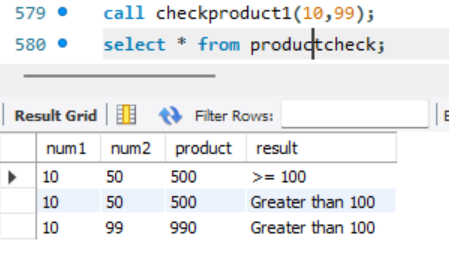 579 call checkproduct1(10,99);
580 select * from productcheck;
Result Grid Filter Rows: E
num1 num2 product result
10 50 500 >= 100
10 50 500 Greater than 100
10 99 990 Greater than 100